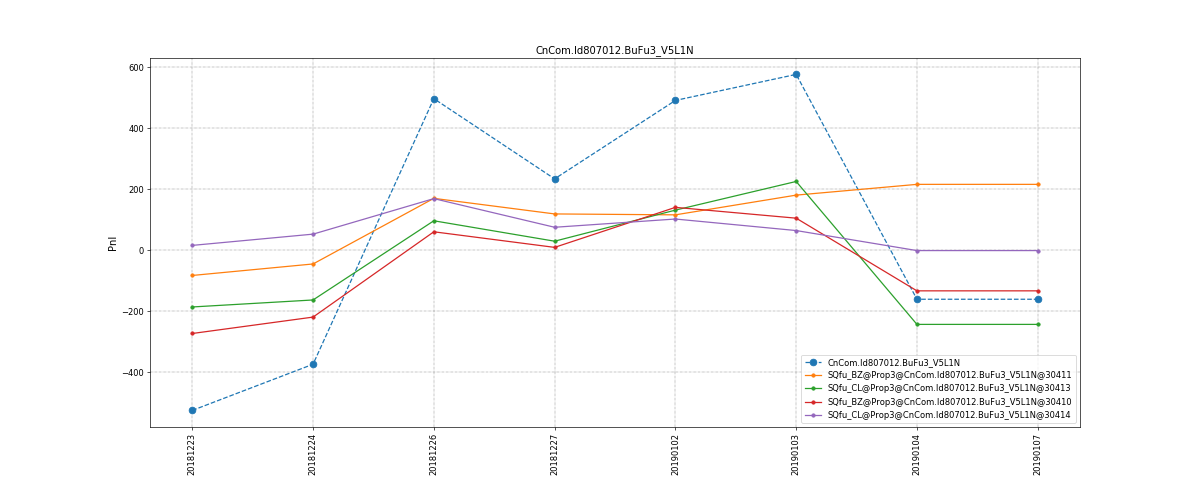 CnCom.Id807012.BuFu3_V5L1N
600
400
200
0
−200
−400
Pnl
CnCom.Id807012.BuFu3_V5L1N
SQfu_BZ@Prop3@CnCom.Id807012.BuFu3_V5L1N@30411
SQfu_CL@Prop3@CnCom.Id807012.BuFu3_V5L1N@30413
SQfu_BZ@Prop3@CnCom.Id807012.BuFu3_V5L1N@30410
SQfu_CL@Prop3@CnCom.Id807012.BuFu3_V5L1N@30414
20181223
20181224
20181226
20181227
20190102
20190103
20190104
20190107